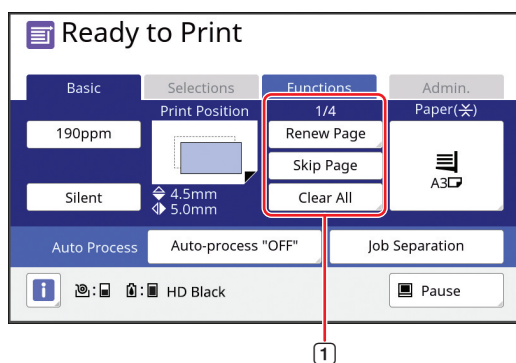 Ready to Print
Basic Selections Functions Admin.
Print Position 1/4 Paper( )
190ppm Renew Page
Skip Page
A3
Silent 4.5mm Clear All
5.0mm
Auto Process Auto-process "OFF" Job Separation
i : : HD Black Pause
1